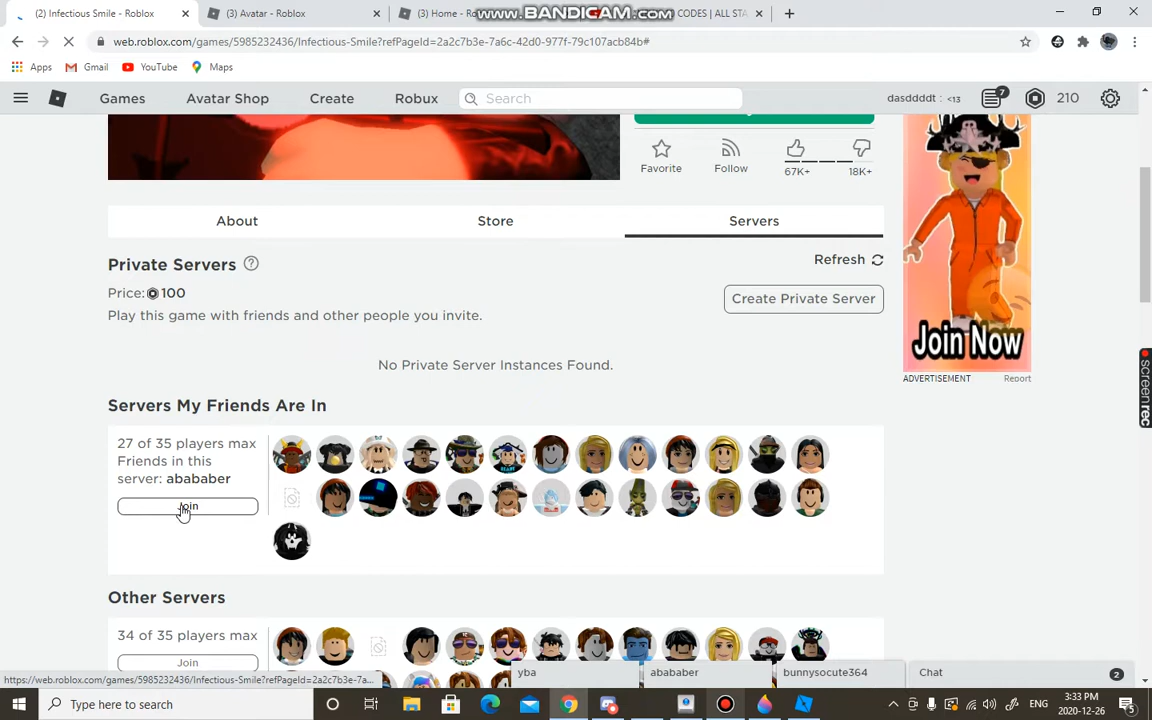 (2) Infectious Smile - Roblox
(3) Avatar - Roblox
(3) Home - Ro
www.BANDICAM.com
CODES | ALL STA
web.roblox.com/games/5985232436/Infectious-Smile?refPageId=2a2c7b3e-7a6c-42d0-977f-79c107acb84b#
Apps
Gmail
YouTube
Maps
Games
Avatar Shop
Create
Robux
Search
dasddddt : <13
7
210
Favorite
Follow
67K+
18K+
About
Store
Servers
Private Servers
Refresh
Price: 100
Create Private Server
Play this game with friends and other people you invite.
No Private Server Instances Found.
Join Now
ADVERTISEMENT
Report
screenrec
Servers My Friends Are In
27 of 35 players max
Friends in this
server: abababer
Join
Other Servers
34 of 35 players max
Join
https://web.roblox.com/games/5985232436/Infectious-Smile?refPageId=2a2c7b3e-7a...
yba
abababer
bunnysocute364
Chat
2
Type here to search
ENG
3:33 PM
2020-12-26
5